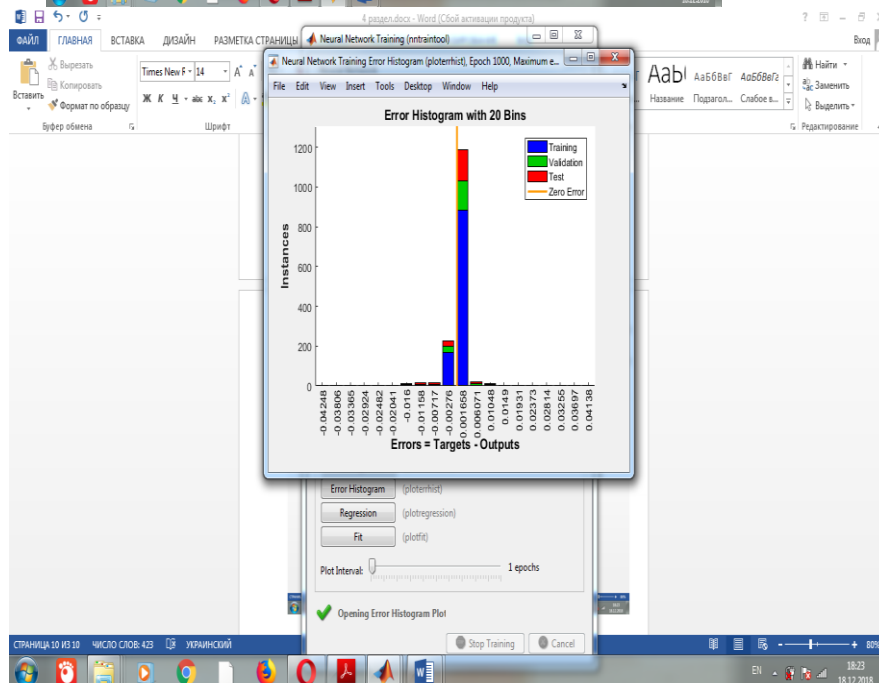 4 раздел.docx - Word (Сбой активации продукта)
ФАЙЛ ГЛАВНАЯ ВСТАВКА ДИЗАЙН РАЗМЕТКА СТРАНИЦЫ
Вход
Вырезать
Копировать
Формат по образцу
Вставить
Буфер обмена
Times New F 14
Ж К Ч abc X₂ X²
Шрифт
АаБбВвГ АаБбВвГг
Название Подзагол... Слабое в...
Найти
Заменить
Выделить
Редактирование
Neural Network Training (nntraintool)
Neural Network Training Error Histogram (ploterrhist), Epoch 1000, Maximum e...
File Edit View Insert Tools Desktop Window Help
Error Histogram with 20 Bins
Training
Validation
Test
Zero Error
Instances
1200
1000
800
600
400
200
0
-0.04248
-0.03806
-0.03365
-0.02924
-0.02482
-0.02041
-0.016
-0.01158
-0.00717
-0.00276
0.001658
0.006071
0.01048
0.0149
0.01931
0.02373
0.02814
0.03255
0.03697
0.04138
Errors = Targets - Outputs
Error Histogram (ploterrhist)
Regression (plotregression)
Fit (plotfit)
Plot Interval: 1 epochs
Opening Error Histogram Plot
Stop Training Cancel
СТРАНИЦА 10 ИЗ 10 ЧИСЛО СЛОВ: 423 УКРАИНСКИЙ
80%
EN
18:23
18.12.2018